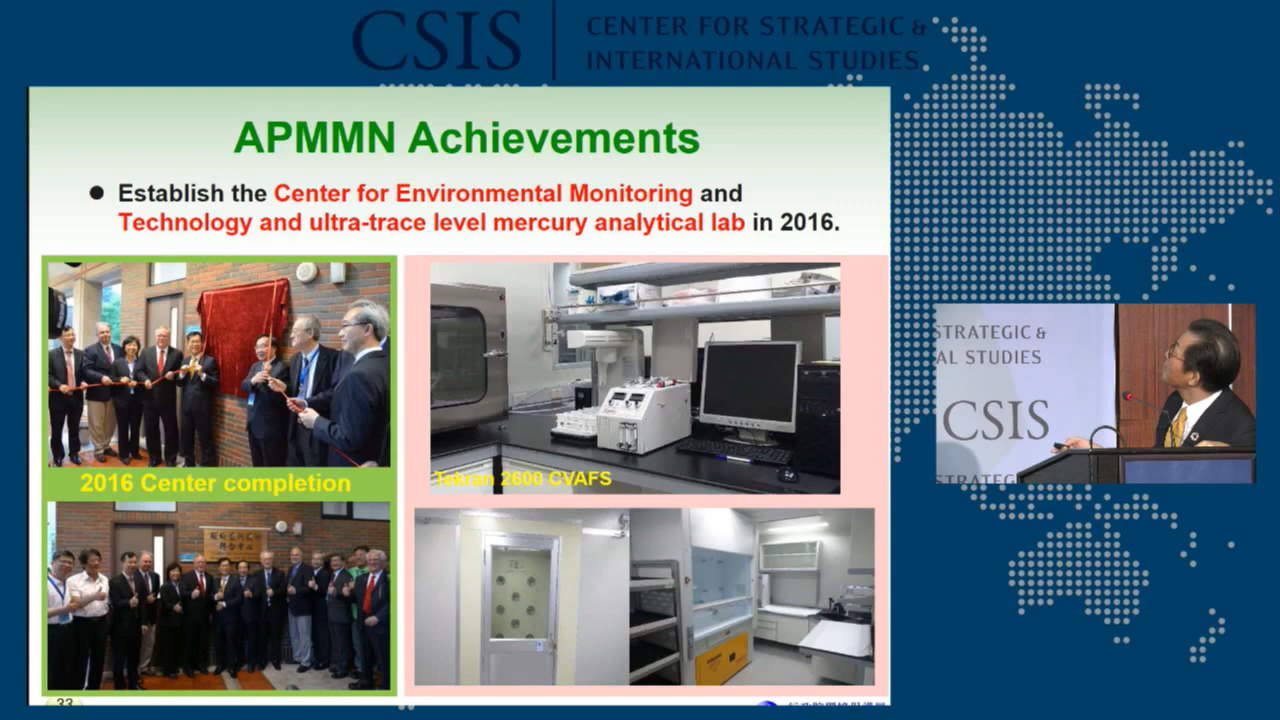 CSIS
CENTER FOR STRATEGIC &
INTERNATIONAL STUDIES
APMMN Achievements
● Establish the Center for Environmental Monitoring and
Technology and ultra-trace level mercury analytical lab in 2016.
2016 Center completion
Tekran 2600 CVAFS
33
STRATEGIC &
AL STUDIES
CSIS
STRATEG